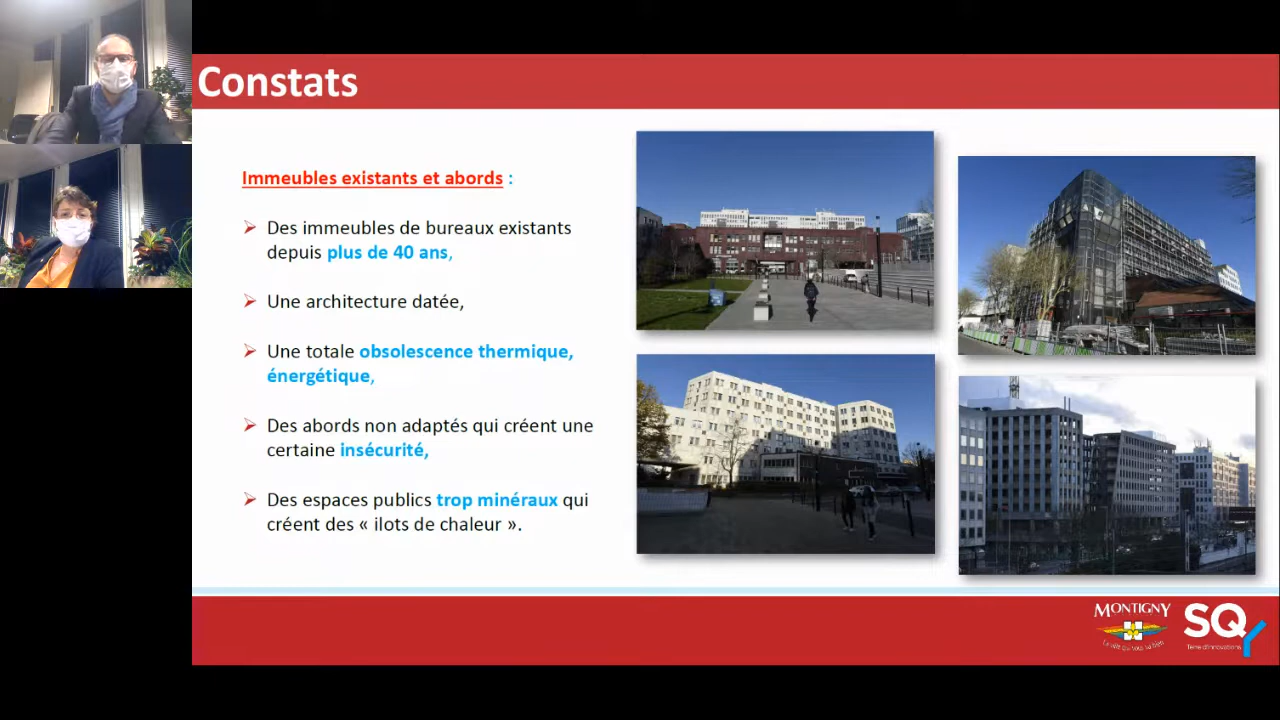 Constats
Immeubles existants et abords :
Des immeubles de bureaux existants
depuis plus de 40 ans,
Une architecture datée,
Une totale obsolescence thermique,
énergétique,
Des abords non adaptés qui créent une
certaine insécurité,
Des espaces publics trop minéraux qui
créent des « ilots de chaleur ».
MONTIGNY
SQY
Terre d'innovations